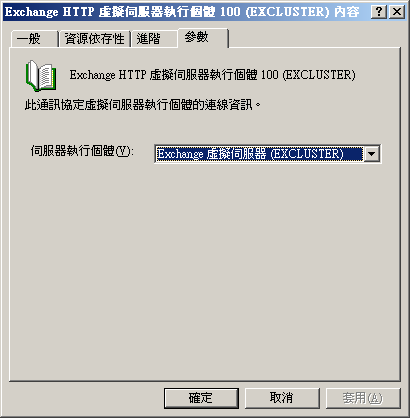 Exchange HTTP 虛擬伺服器執行個體 100 (EXCLUSTER) 內容
一般 資源依存性 進階 參數
Exchange HTTP 虛擬伺服器執行個體 100 (EXCLUSTER)
此通訊協定虛擬伺服器執行個體的連線資訊。
伺服器執行個體(V): Exchange 虛擬伺服器 (EXCLUSTER)
確定 取消 套用(A)